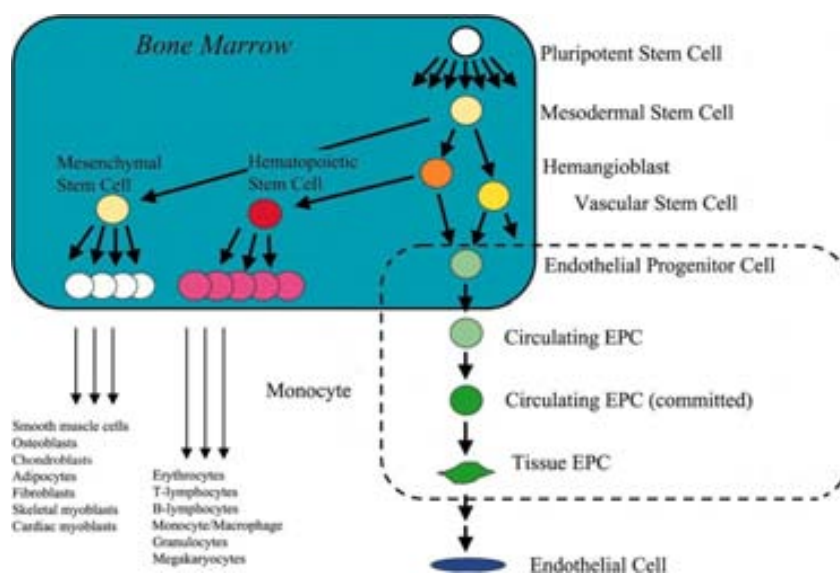 Bone Marrow
Pluripotent Stem Cell
Mesodermal Stem Cell
Mesenchymal
Stem Cell
Hematopoietic
Stem Cell
Hemangioblast
Vascular Stem Cell
Endothelial Progenitor Cell
Circulating EPC
Monocyte
Circulating EPC (committed)
Tissue EPC
Smooth muscle cells
Osteoblasts
Chondroblasts
Adipocytes
Fibroblasts
Skeletal myoblasts
Cardiac myoblasts
Erythrocytes
T-lymphocytes
B-lymphocytes
Monocyte/Macrophage
Granulocytes
Megakaryocytes
Endothelial Cell